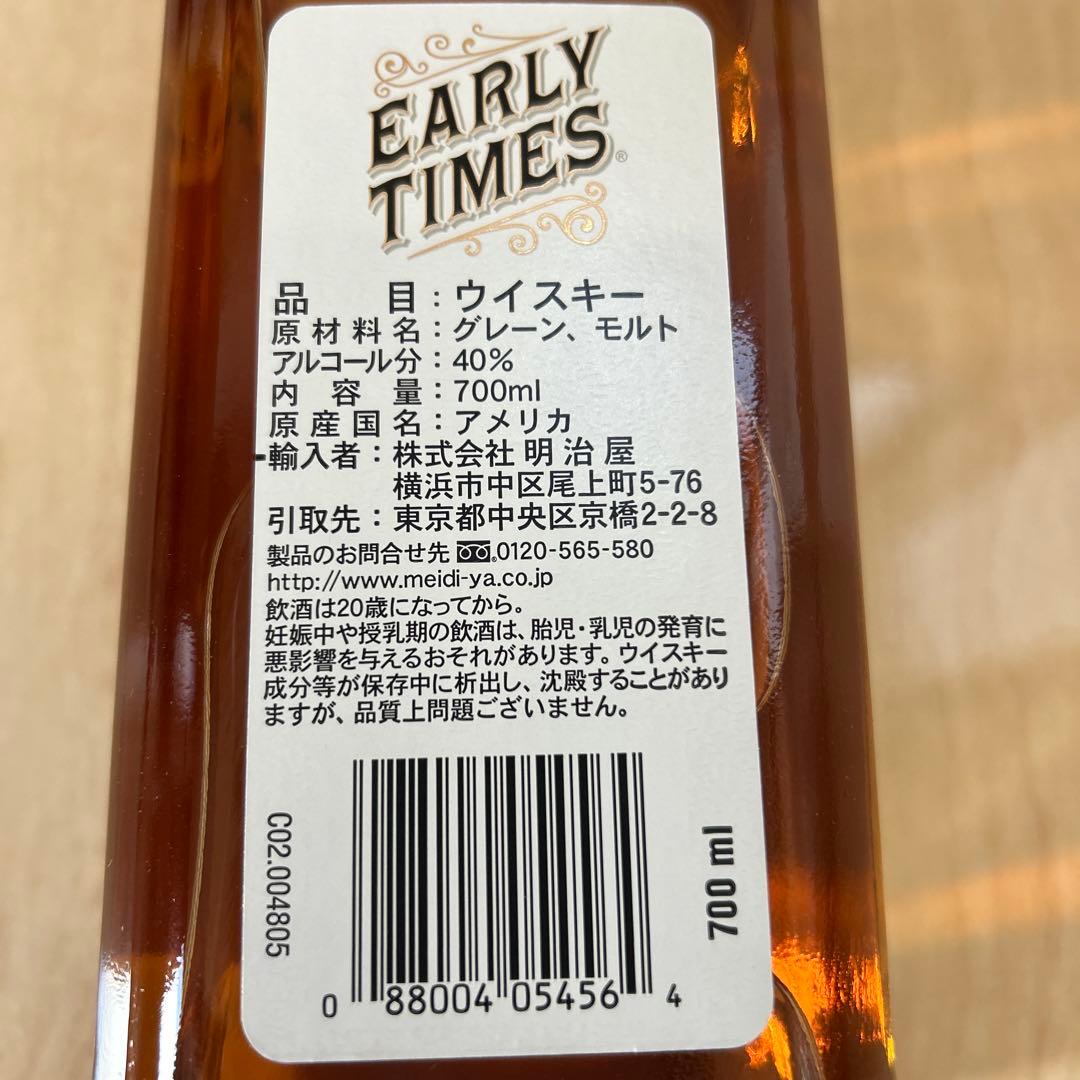 EARLY
TIMES®
品目：ウイスキー
原材料名：グレーン、モルト
アルコール分：40%
内容量：700ml
原産国名：アメリカ
輸入者：株式会社 明治屋
横浜市中区尾上町5-76
引取先：東京都中央区京橋2-2-8
製品のお問合せ先 0120-565-580
http://www.meidi-ya.co.jp
飲酒は20歳になってから。
妊娠中や授乳期の飲酒は、胎児・乳児の発育に
悪影響を与えるおそれがあります。ウイスキー
成分等が保存中に析出し、沈殿することがあり
ますが、品質上問題ございません。
C02.004805
700 ml
0 88004 05456 4